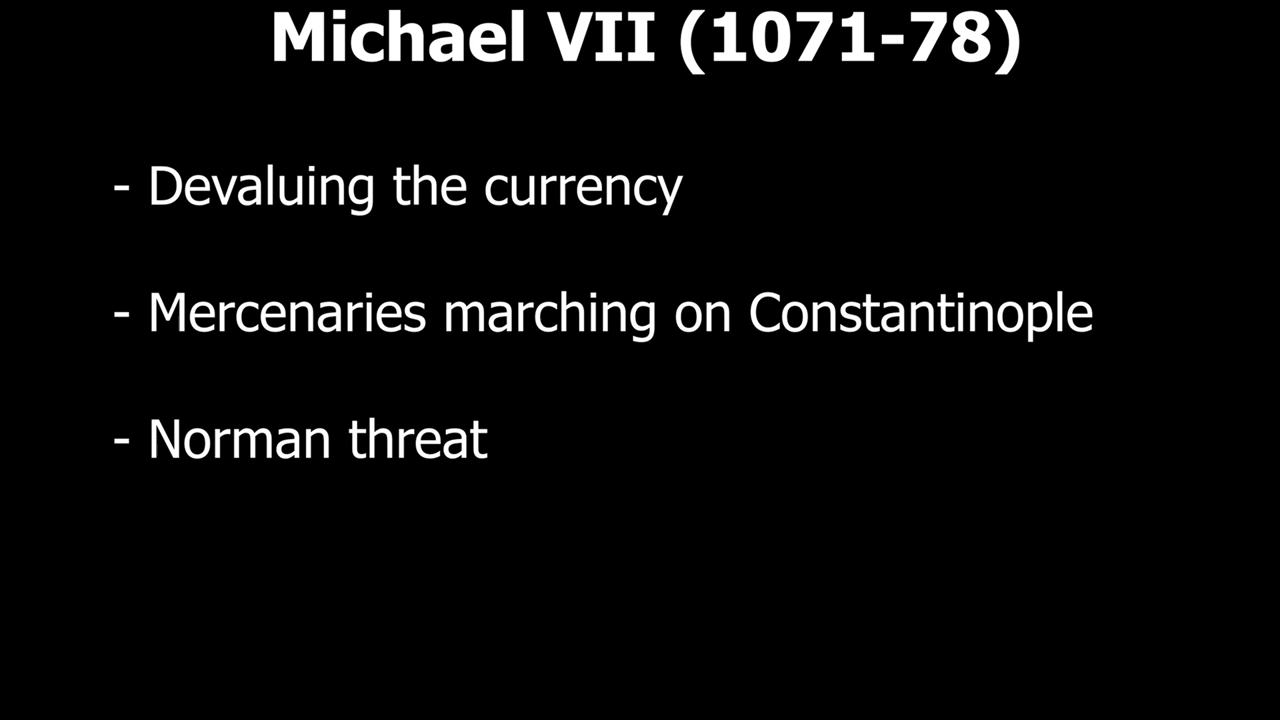 Michael VII (1071-78)
- Devaluing the currency
- Mercenaries marching on Constantinople
- Norman threat